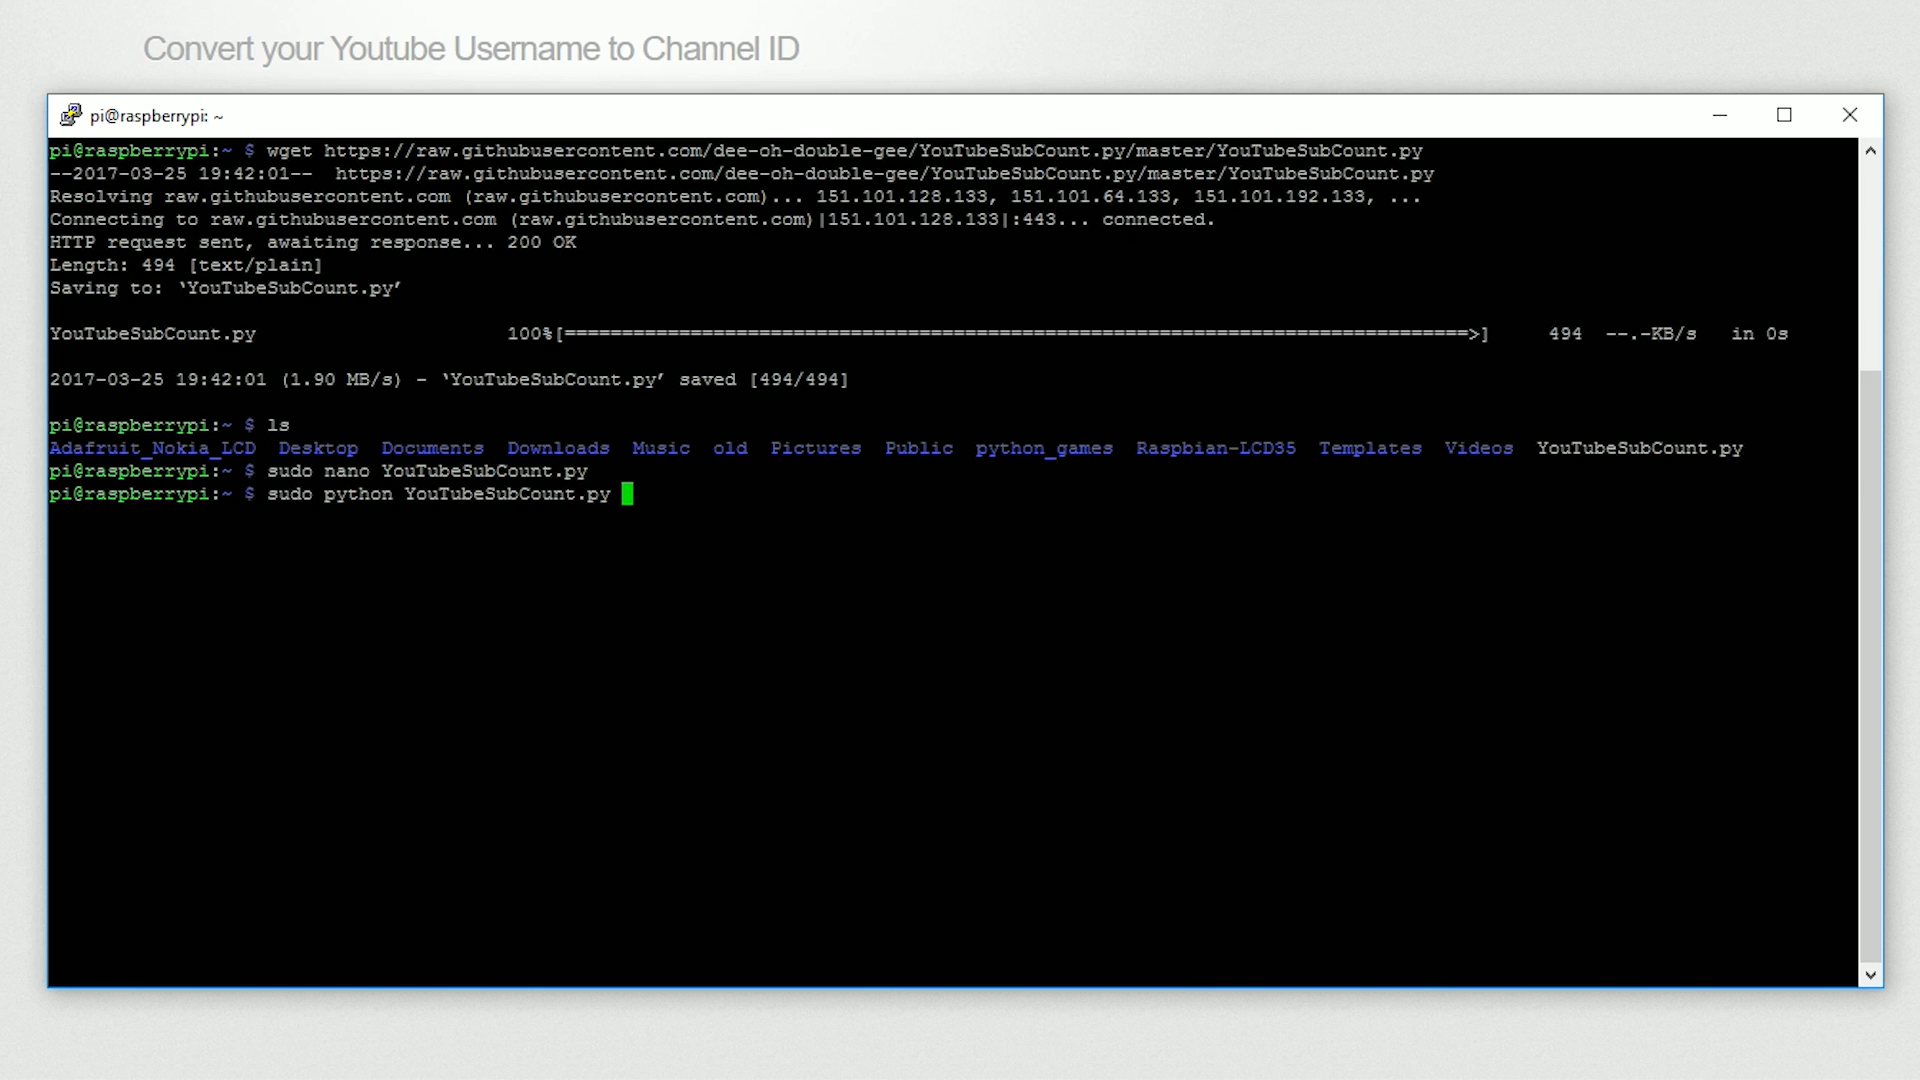 Convert your Youtube Username to Channel ID
pi@raspberrypi: ~
pi@raspberrypi:~ $ wget https://raw.githubusercontent.com/dee-oh-double-gee/YouTubeSubCount.py/master/YouTubeSubCount.py
--2017-03-25 19:42:01--  https://raw.githubusercontent.com/dee-oh-double-gee/YouTubeSubCount.py/master/YouTubeSubCount.py
Resolving raw.githubusercontent.com (raw.githubusercontent.com)... 151.101.128.133, 151.101.64.133, 151.101.192.133, ...
Connecting to raw.githubusercontent.com (raw.githubusercontent.com)|151.101.128.133|:443... connected.
HTTP request sent, awaiting response... 200 OK
Length: 494 [text/plain]
Saving to: ‘YouTubeSubCount.py’
YouTubeSubCount.py 100%[===============================================================================>] 494 --.-KB/s in 0s
2017-03-25 19:42:01 (1.90 MB/s) - ‘YouTubeSubCount.py’ saved [494/494]
pi@raspberrypi:~ $ ls
Adafruit_Nokia_LCD  Desktop  Documents  Downloads  Music  old  Pictures  Public  python_games  Raspbian-LCD35  Templates  Videos  YouTubeSubCount.py
pi@raspberrypi:~ $ sudo nano YouTubeSubCount.py
pi@raspberrypi:~ $ sudo python YouTubeSubCount.py